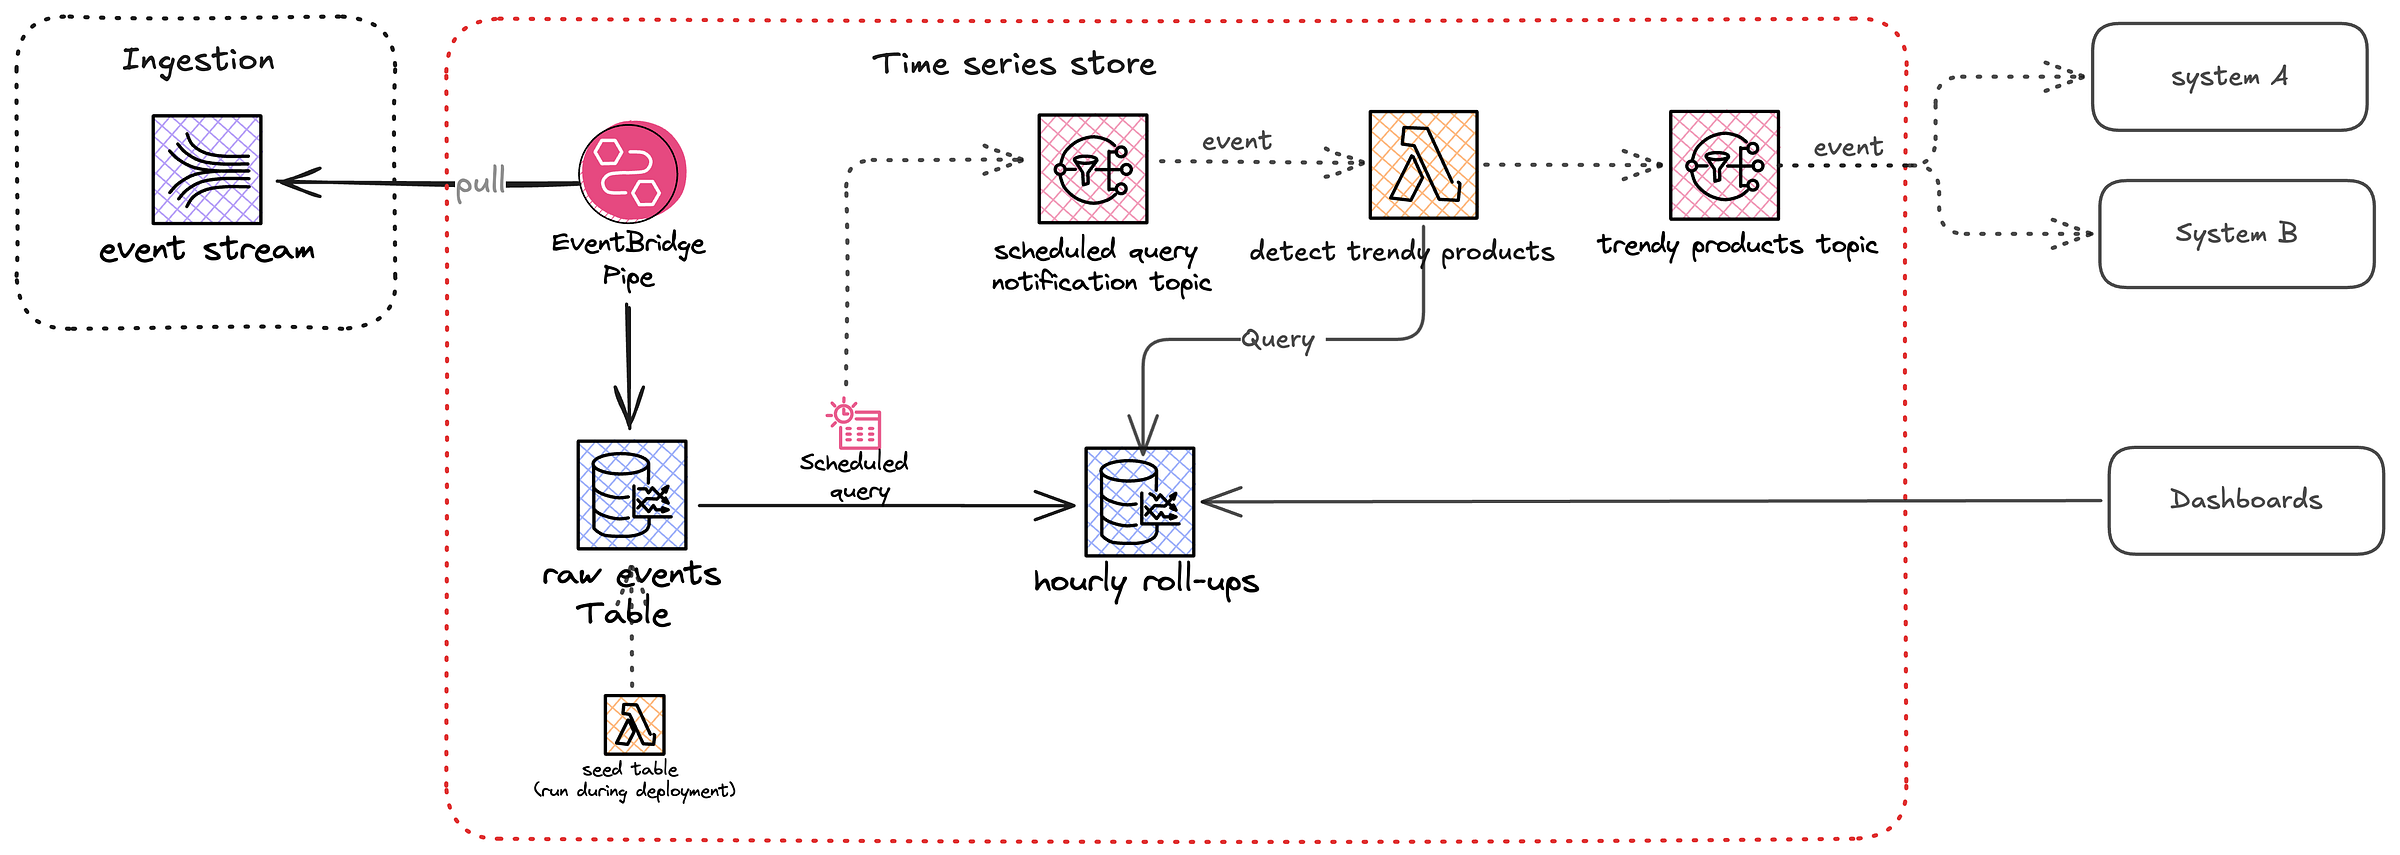 Ingestion
event stream
pull
Time series store
EventBridge
Pipe
scheduled query
notification topic
event
detect trendy products
trendy products topic
event
system A
System B
Query
Scheduled
query
raw events
Table
hourly roll-ups
Dashboards
seed table
(run during deployment)